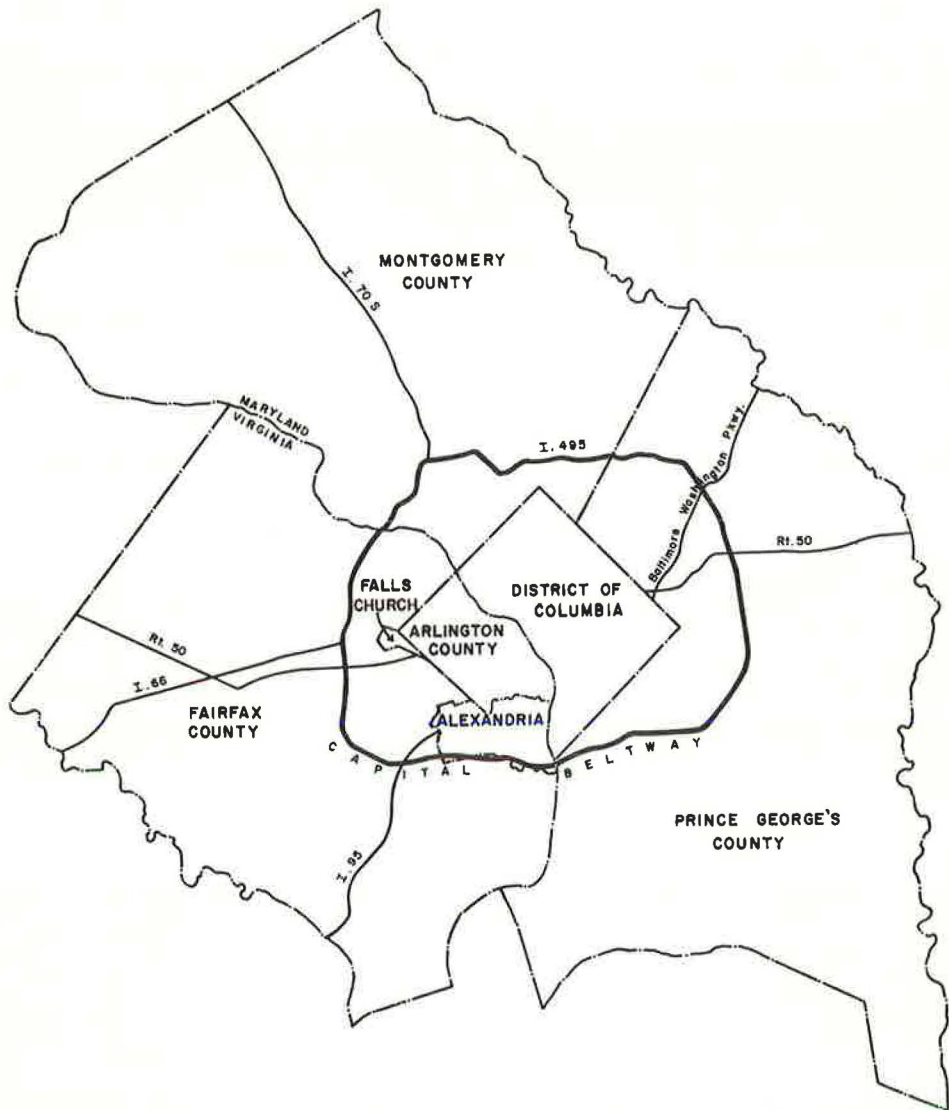 MONTGOMERY
COUNTY
I. 70 S
MARYLAND
VIRGINIA
I. 495
Baltimore Washington Pkwy.
Rt. 50
FALLS
CHURCH
DISTRICT OF
COLUMBIA
ARLINGTON
COUNTY
Rt. 50
I. 66
FAIRFAX
COUNTY
ALEXANDRIA
CAPITAL BELTWAY
I. 95
PRINCE GEORGE'S
COUNTY